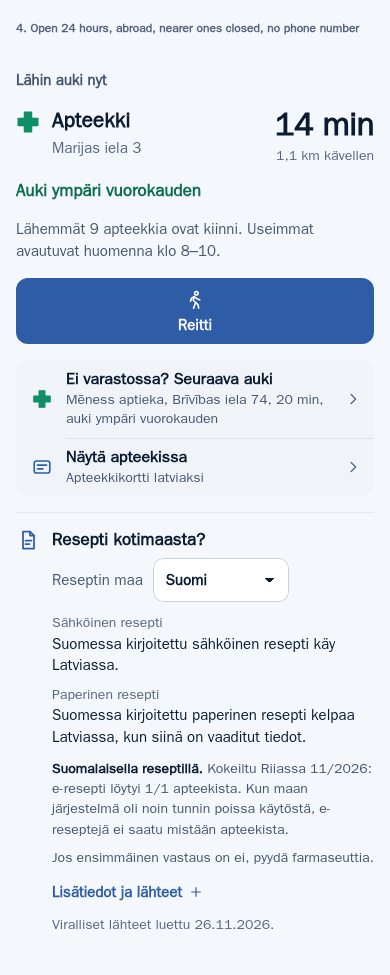 4. Open 24 hours, abroad, nearer ones closed, no phone number
Lähin auki nyt
Apteekki
14 min
Marijas iela 3
1,1 km kävellen
Auki ympäri vuorokauden
Lähemmät 9 apteekkia ovat kiinni. Useimmat
avautuvat huomenna klo 8–10.
Reitti
Ei varastossa? Seuraava auki
Mēness aptieka, Brīvības iela 74, 20 min,
auki ympäri vuorokauden
Näytä apteekissa
Apteekkikortti latviaksi
Resepti kotimaasta?
Reseptin maa
Suomi
Sähköinen resepti
Suomessa kirjoitettu sähköinen resepti käy
Latviassa.
Paperinen resepti
Suomessa kirjoitettu paperinen resepti kelpaa
Latviassa, kun siinä on vaaditut tiedot.
Suomalaisella reseptillä. Kokeiltu Riiassa 11/2026:
e-resepti löytyi 1/1 apteekista. Kun maan
järjestelmä oli noin tunnin poissa käytöstä, e-
reseptejä ei saatu mistään apteekista.
Jos ensimmäinen vastaus on ei, pyydä farmaseuttia.
Lisätiedot ja lähteet +
Viralliset lähteet luettu 26.11.2026.